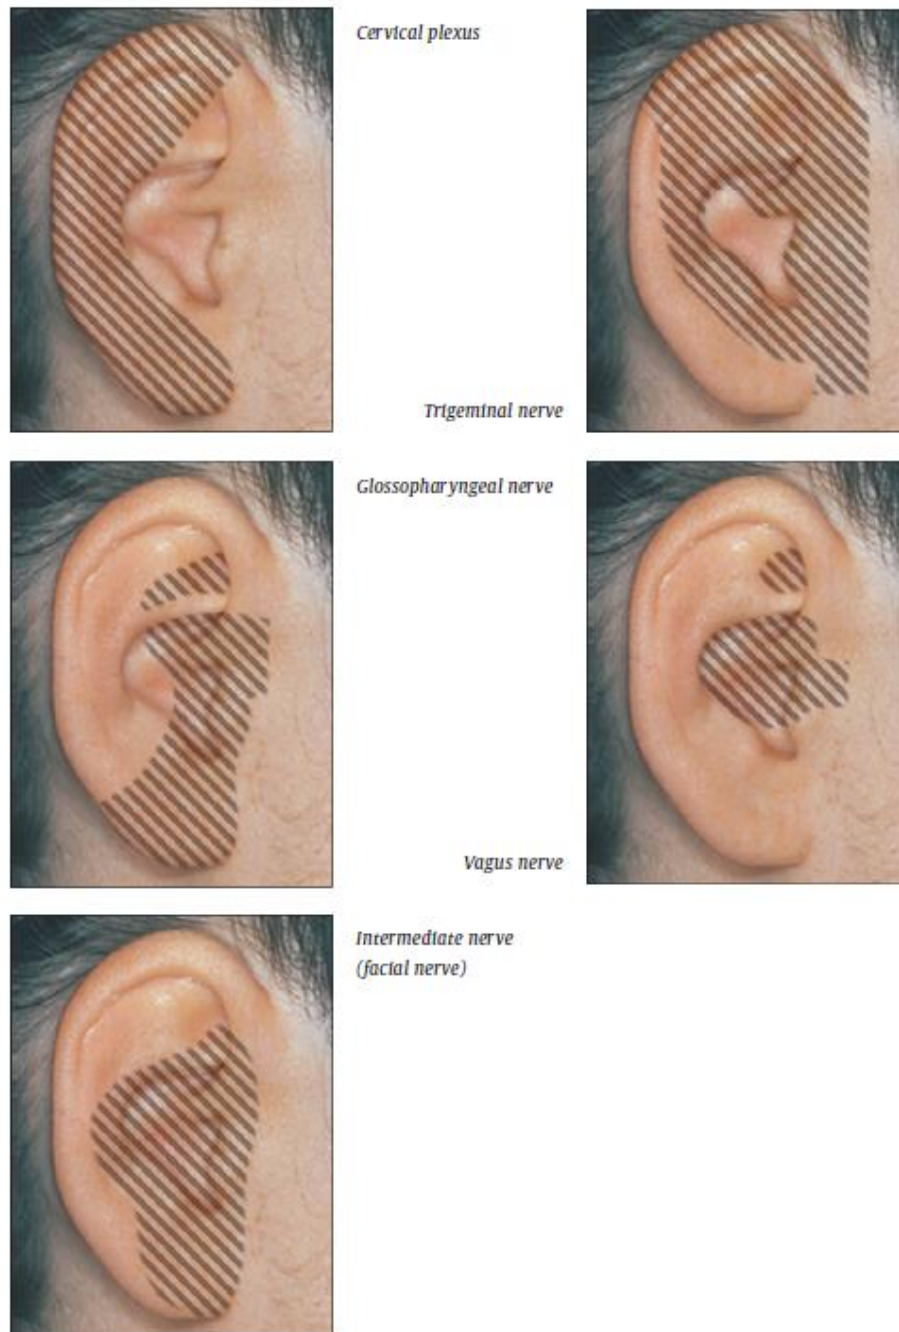 Cervical plexus
Trigeminal nerve
Glossopharyngeal nerve
Vagus nerve
Intermediate nerve
(facial nerve)